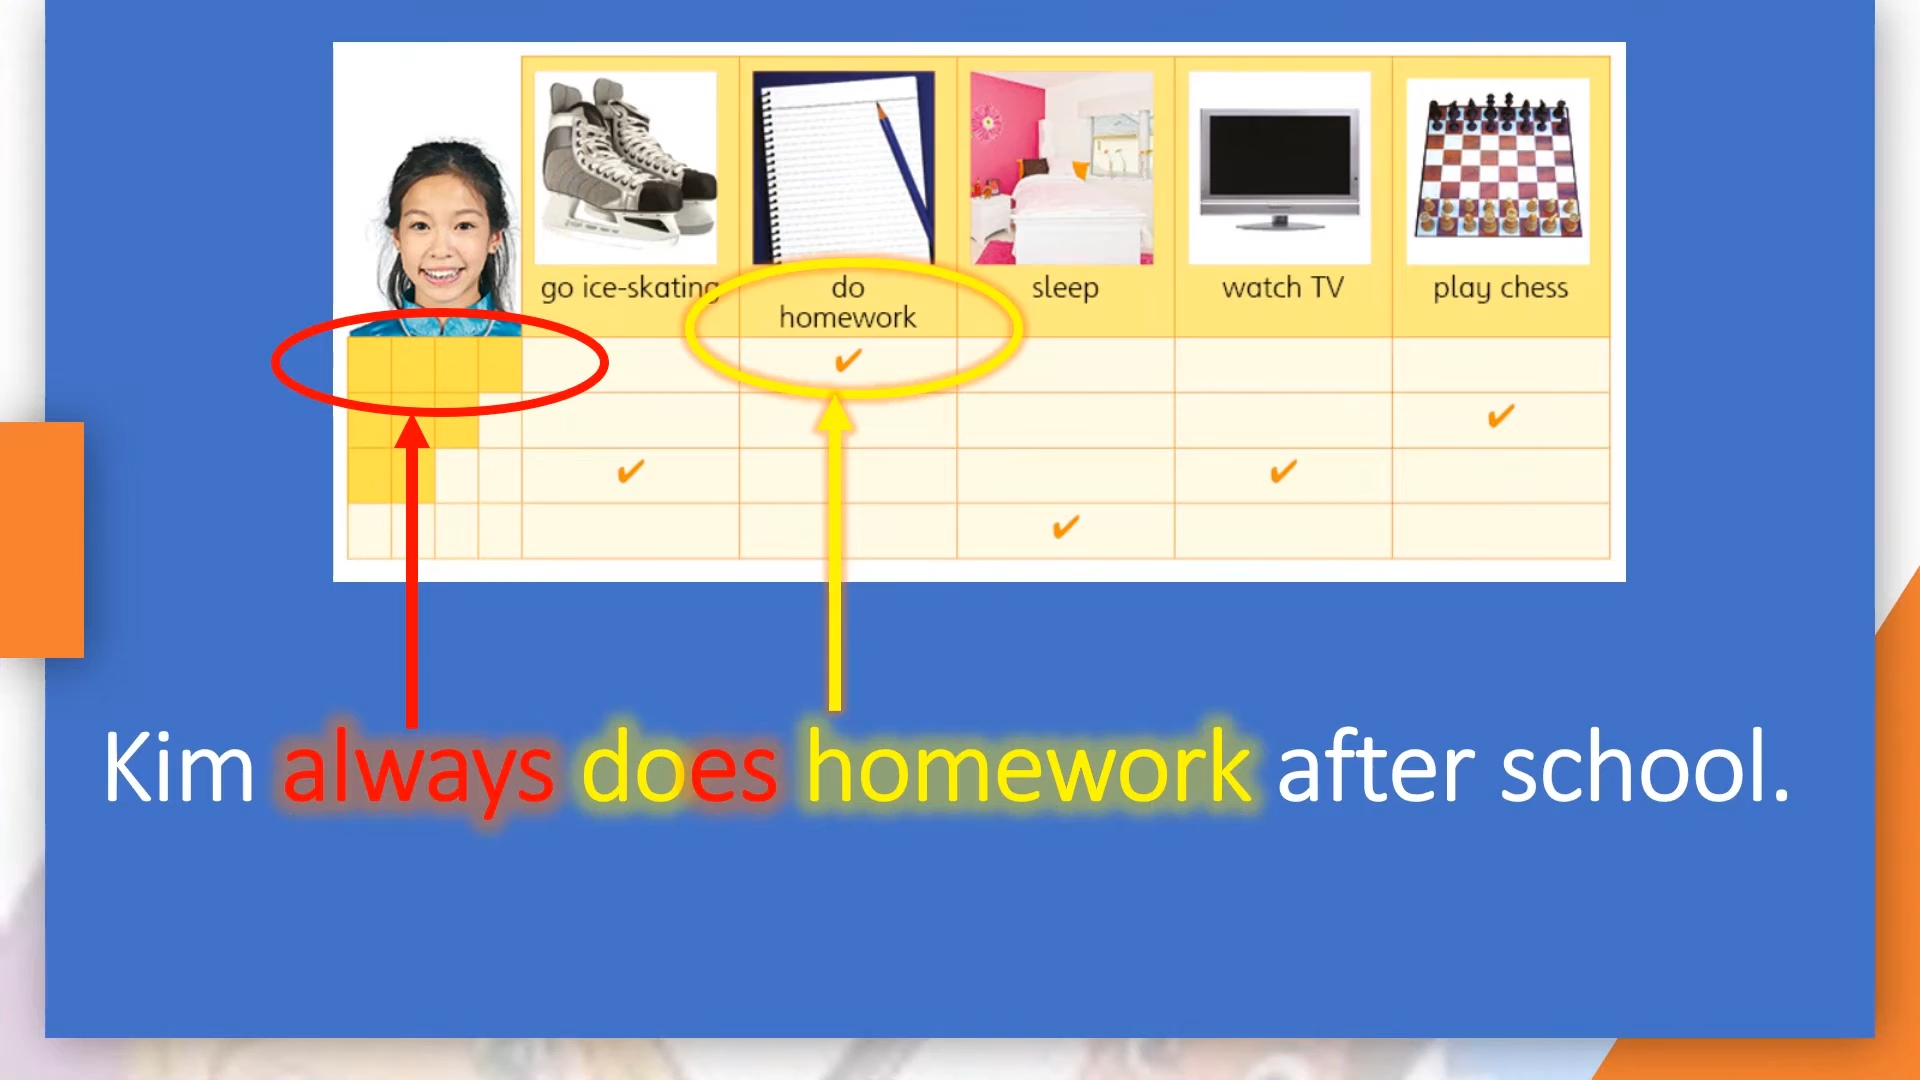 go ice-skating
do
homework
sleep
watch TV
play chess
Kim always does homework after school.